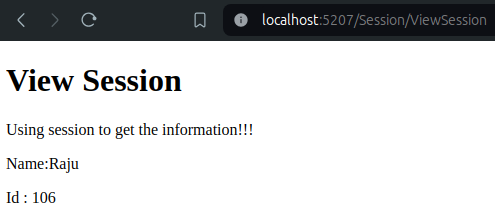 localhost:5207/Session/ViewSession
View Session
Using session to get the information!!!
Name:Raju
Id : 106